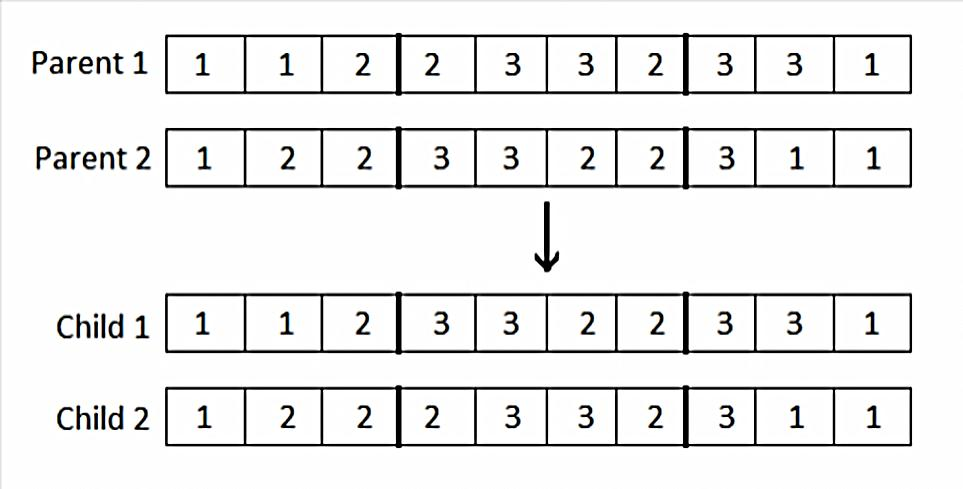 Parent 1 1 1 2 2 3 3 2 3 3 1
Parent 2 1 2 2 3 3 2 2 3 1 1
Child 1 1 1 2 3 3 2 2 3 3 1
Child 2 1 2 2 2 3 3 2 3 1 1